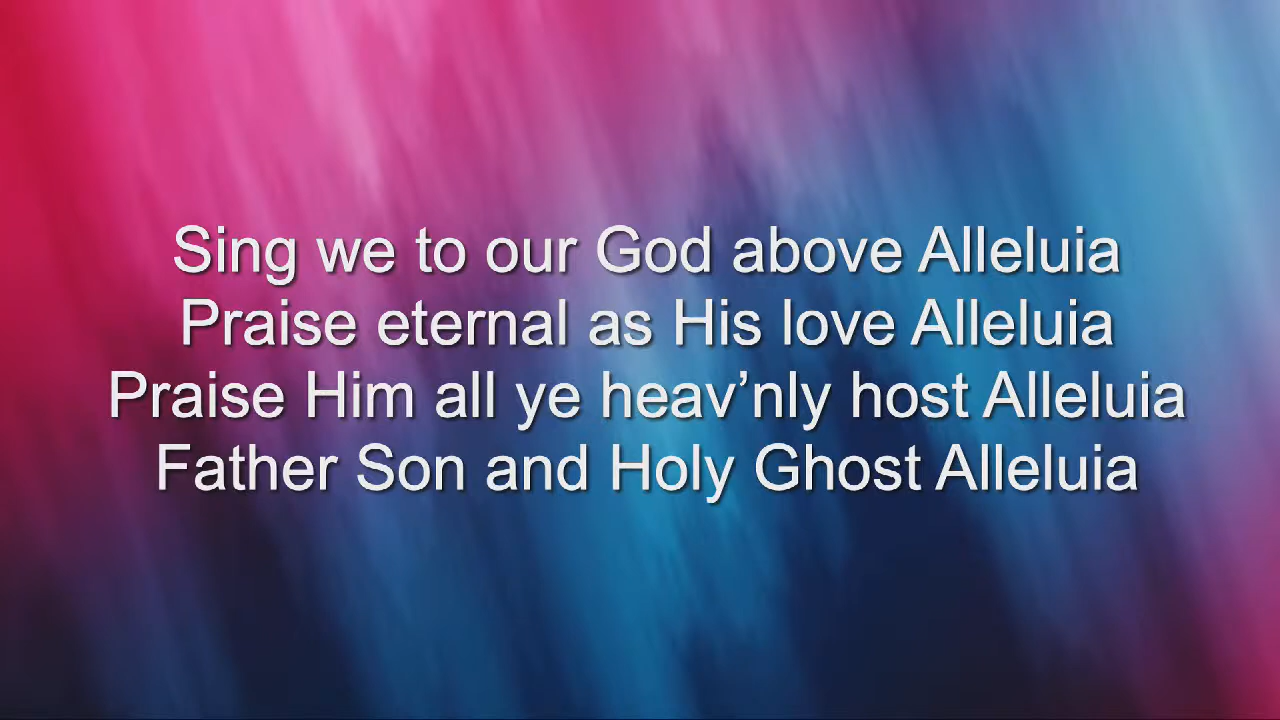 Sing we to our God above Alleluia
Praise eternal as His love Alleluia
Praise Him all ye heav’nly host Alleluia
Father Son and Holy Ghost Alleluia